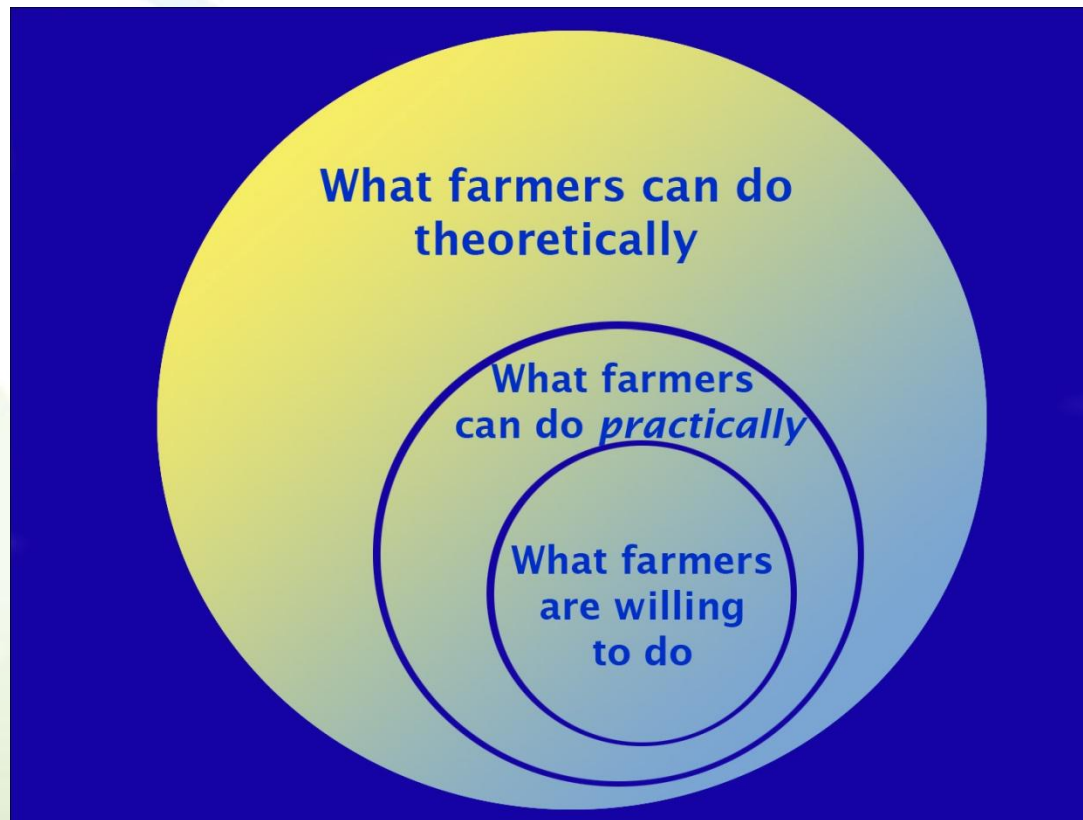 What farmers can do
theoretically
What farmers
can do practically
What farmers
are willing
to do